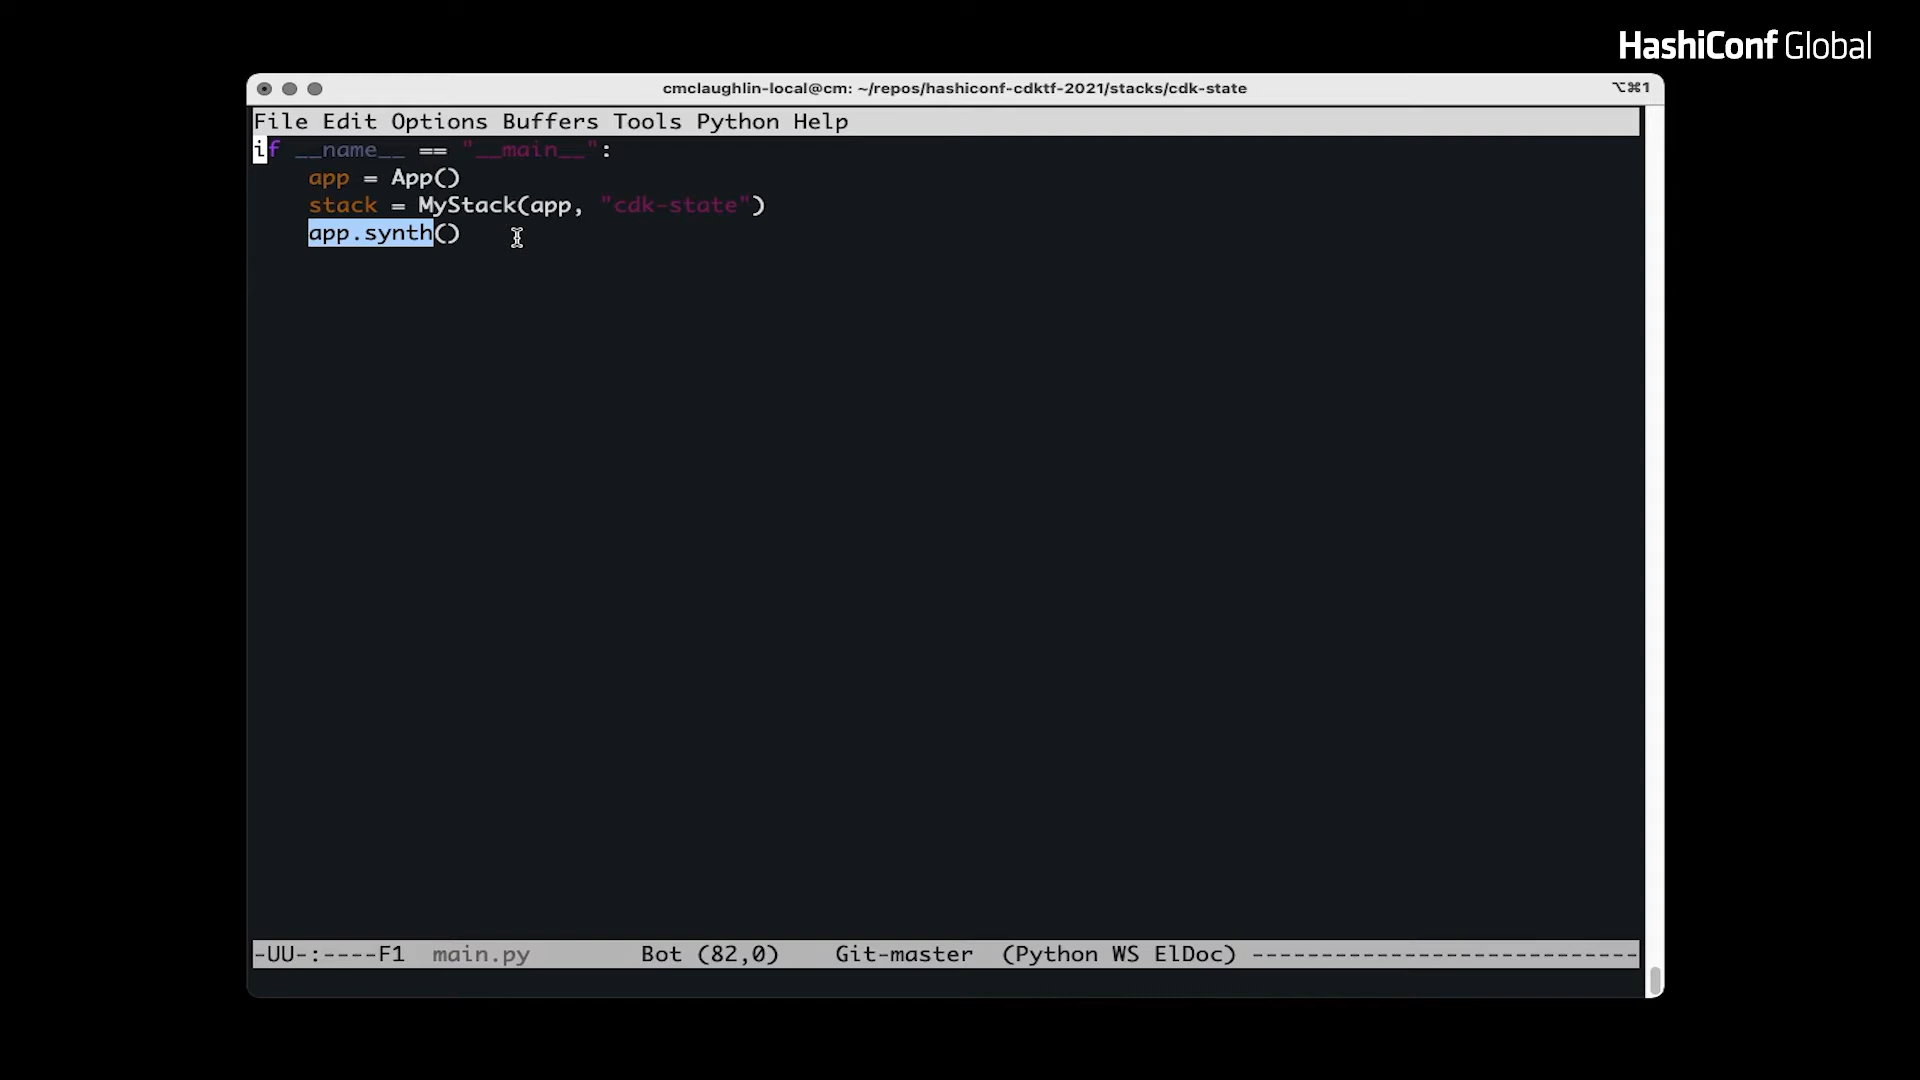 HashiConf Global
cmclaughlin-local@cm: ~/repos/hashiconf-cdktf-2021/stacks/cdk-state
⌥⌘1
File Edit Options Buffers Tools Python Help
if __name__ == "__main__":
    app = App()
    stack = MyStack(app, "cdk-state")
    app.synth()
-UU-:----F1  main.py        Bot (82,0)    Git-master  (Python WS ElDoc) ----------------------------